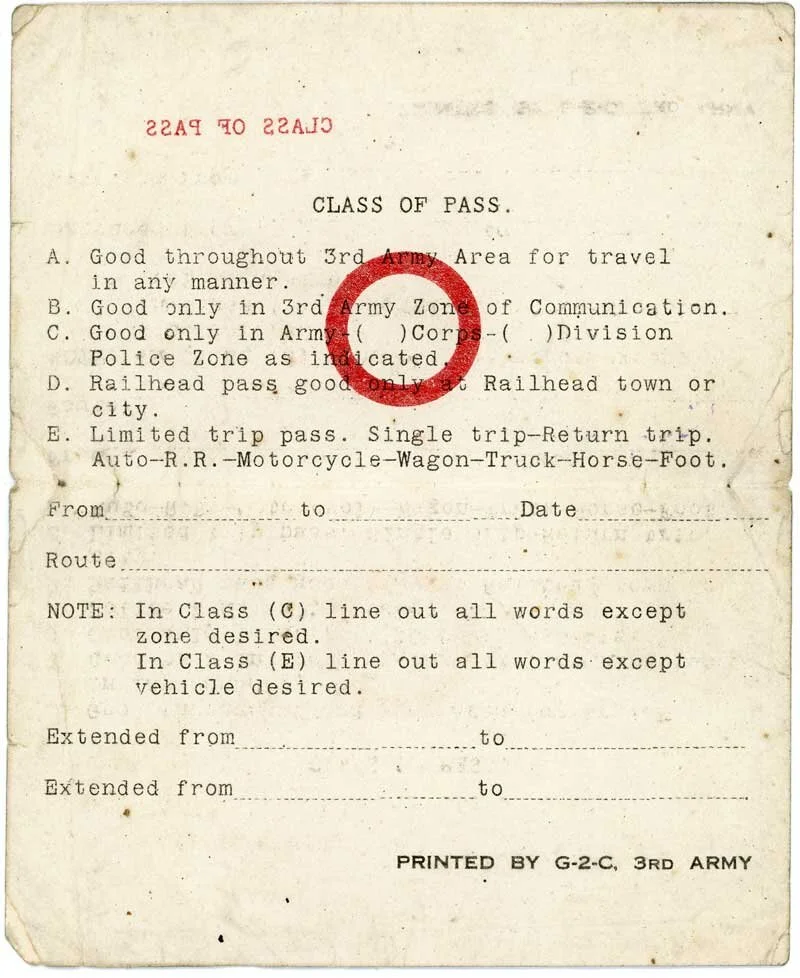 CLASS OF PASS
CLASS OF PASS.
A. Good throughout 3rd Army Area for travel
in any manner.
B. Good only in 3rd Army Zone of Communication.
C. Good only in Army-( )Corps-( )Division
Police Zone as indicated.
D. Railhead pass good only at Railhead town or
city.
E. Limited trip pass. Single trip—Return trip.
Auto—R.R.—Motorcycle—Wagon—Truck—Horse—Foot.
From to Date
Route
NOTE: In Class (C) line out all words except
zone desired.
In Class (E) line out all words except
vehicle desired.
Extended from to
Extended from to
PRINTED BY G-2-C, 3RD ARMY